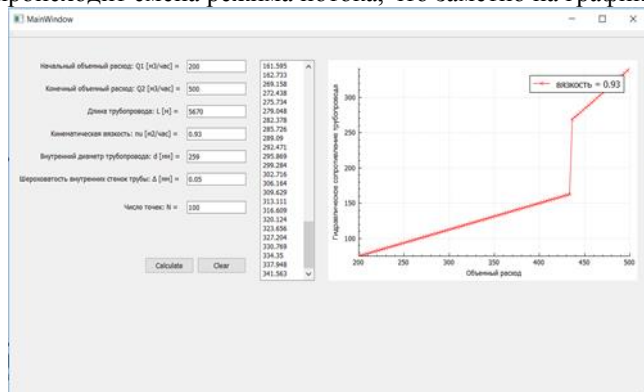 происходит смена режима потока, что заметно на графи
MainWindow
Начальный объемный расход: Q1 [м3/час] = 200
Конечный объемный расход: Q2 [м3/час] = 500
Длина трубопровода: L [м] = 5670
Кинематическая вязкость: nu [м2/час] = 0.93
Внутренний диаметр трубопровода: d [мм] = 259
Шероховатость внутренних стенок трубы: Δ [мм] = 0.05
Число точек: N = 100
Calculate
Clear
161.595
162.733
269.158
272.438
275.734
279.048
282.378
285.726
289.09
292.471
295.869
299.284
302.716
306.164
309.629
313.111
316.609
320.124
323.656
327.204
330.769
334.35
337.948
341.563
Гидравлическое сопротивление трубопровода
300
250
200
150
100
вязкость = 0.93
200
250
300
350
400
450
500
Объемный расход